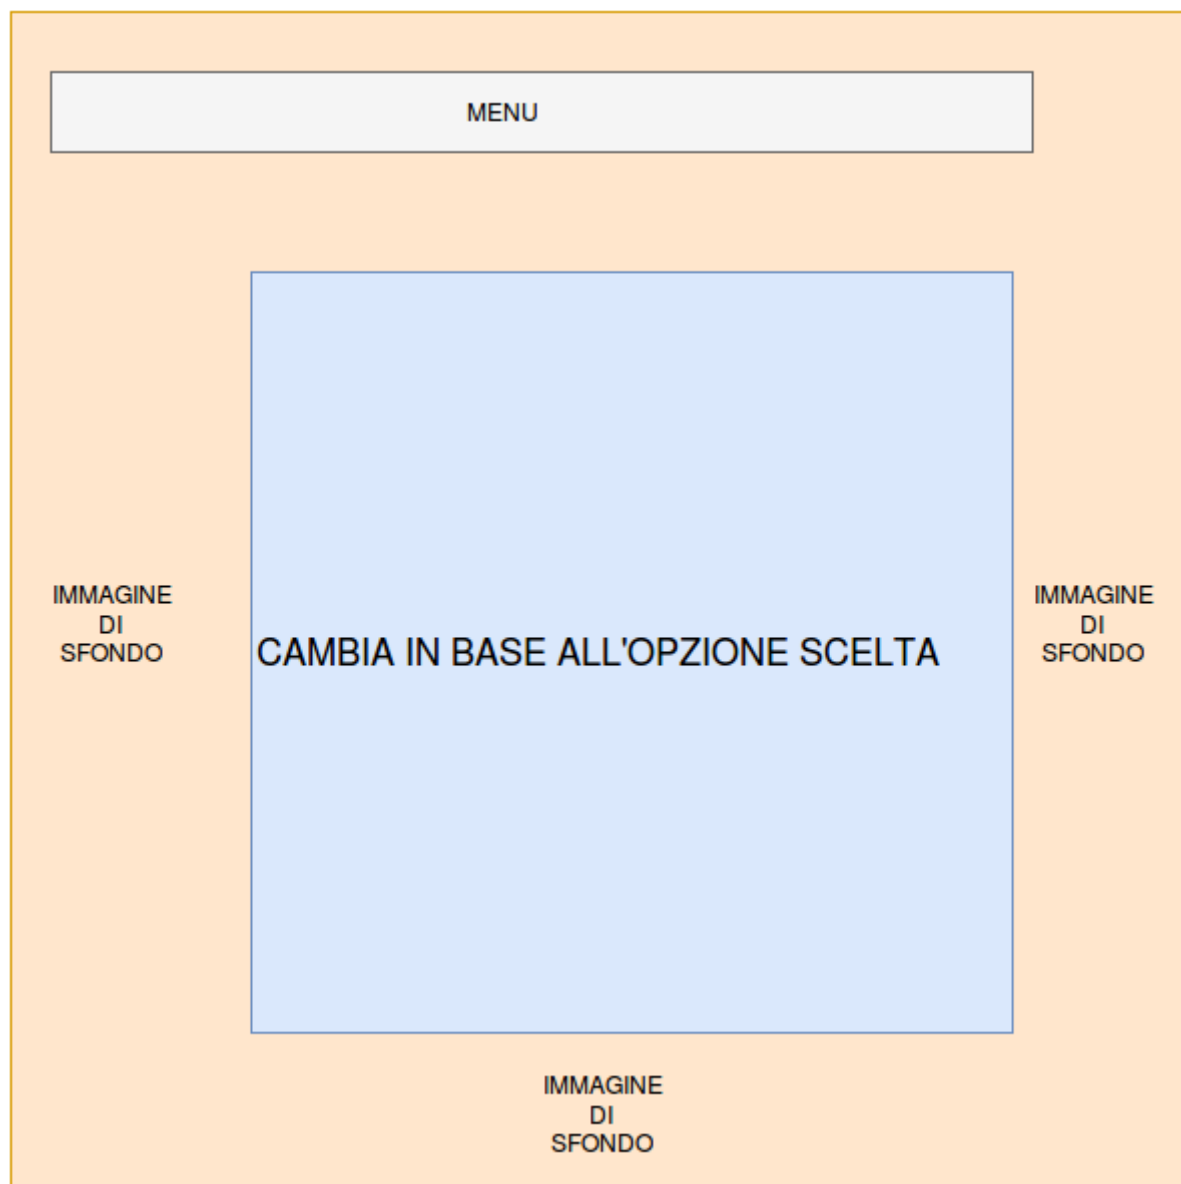 MENU
IMMAGINE
DI
SFONDO
CAMBIA IN BASE ALL'OPZIONE SCELTA
IMMAGINE
DI
SFONDO
IMMAGINE
DI
SFONDO